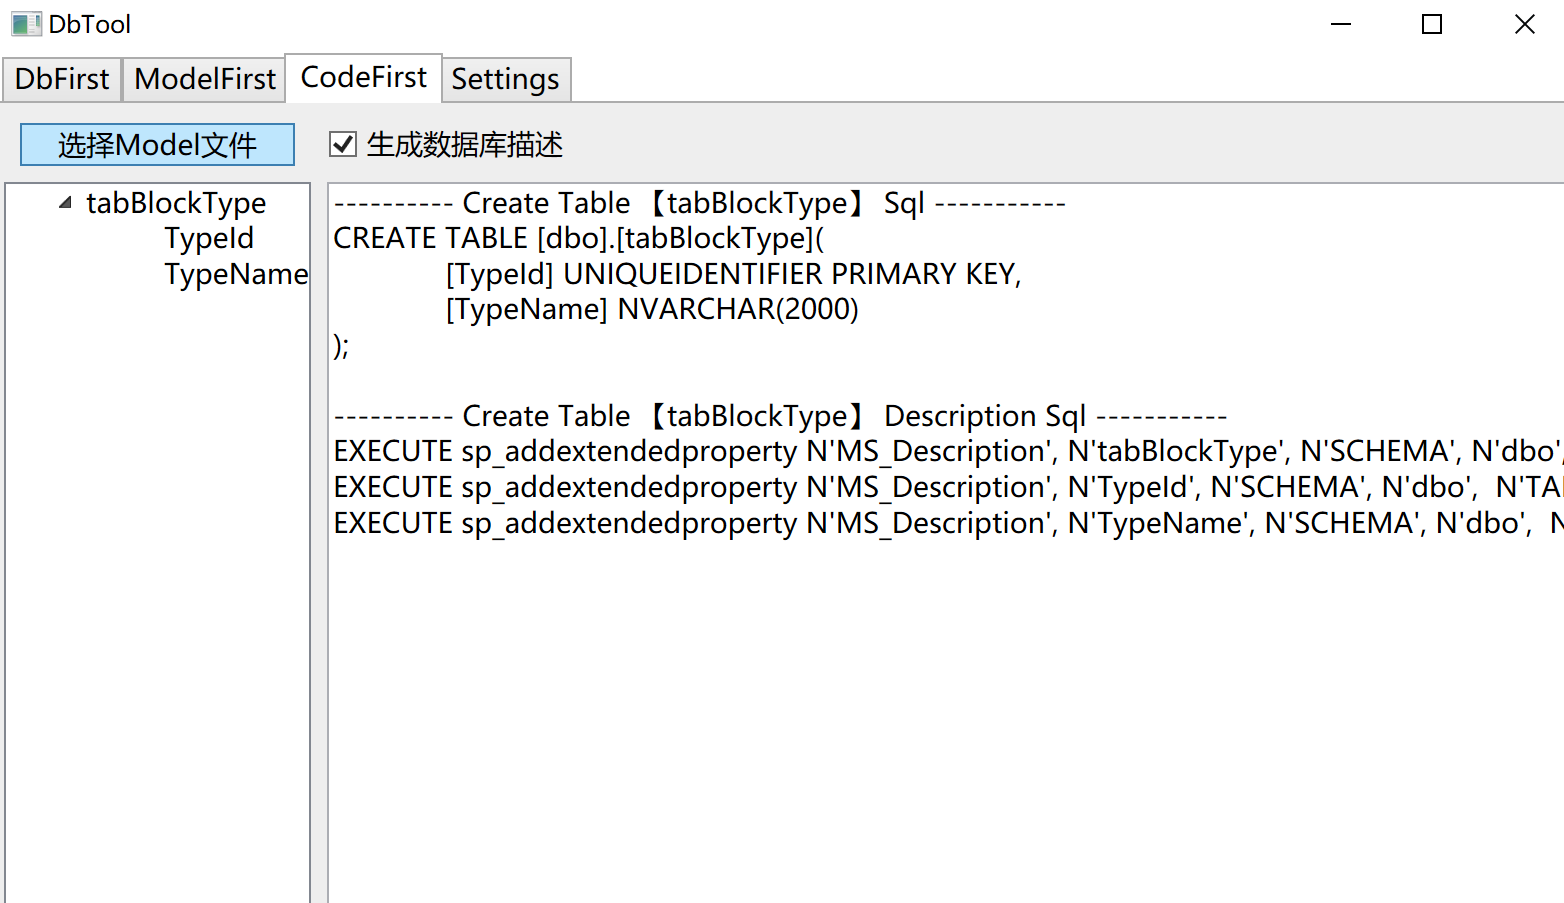 DbTool
DbFirst ModelFirst CodeFirst Settings
选择Model文件 生成数据库描述
tabBlockType
TypeId
TypeName
---------- Create Table 【tabBlockType】 Sql -----------
CREATE TABLE [dbo].[tabBlockType](
[TypeId] UNIQUEIDENTIFIER PRIMARY KEY,
[TypeName] NVARCHAR(2000)
);
---------- Create Table 【tabBlockType】 Description Sql -----------
EXECUTE sp_addextendedproperty N'MS_Description', N'tabBlockType', N'SCHEMA', N'dbo',
EXECUTE sp_addextendedproperty N'MS_Description', N'TypeId', N'SCHEMA', N'dbo', N'TA
EXECUTE sp_addextendedproperty N'MS_Description', N'TypeName', N'SCHEMA', N'dbo', N